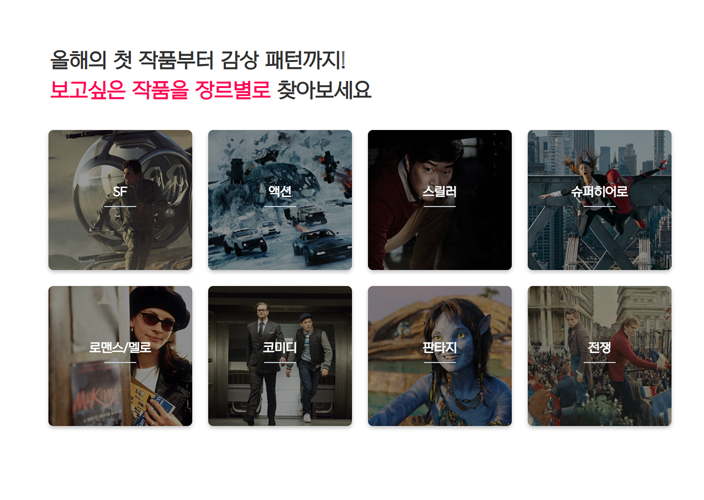 올해의 첫 작품부터 감상 패턴까지!
보고싶은 작품을 장르별로 찾아보세요
SF
액션
스릴러
슈퍼히어로
로맨스/멜로
코미디
판타지
전쟁